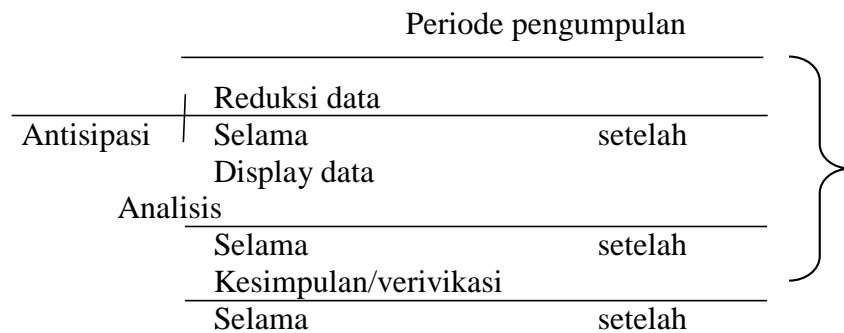 Periode pengumpulan
Reduksi data
Antisipasi Selama setelah
Display data
Analisis
Selama setelah
Kesimpulan/verivikasi
Selama setelah